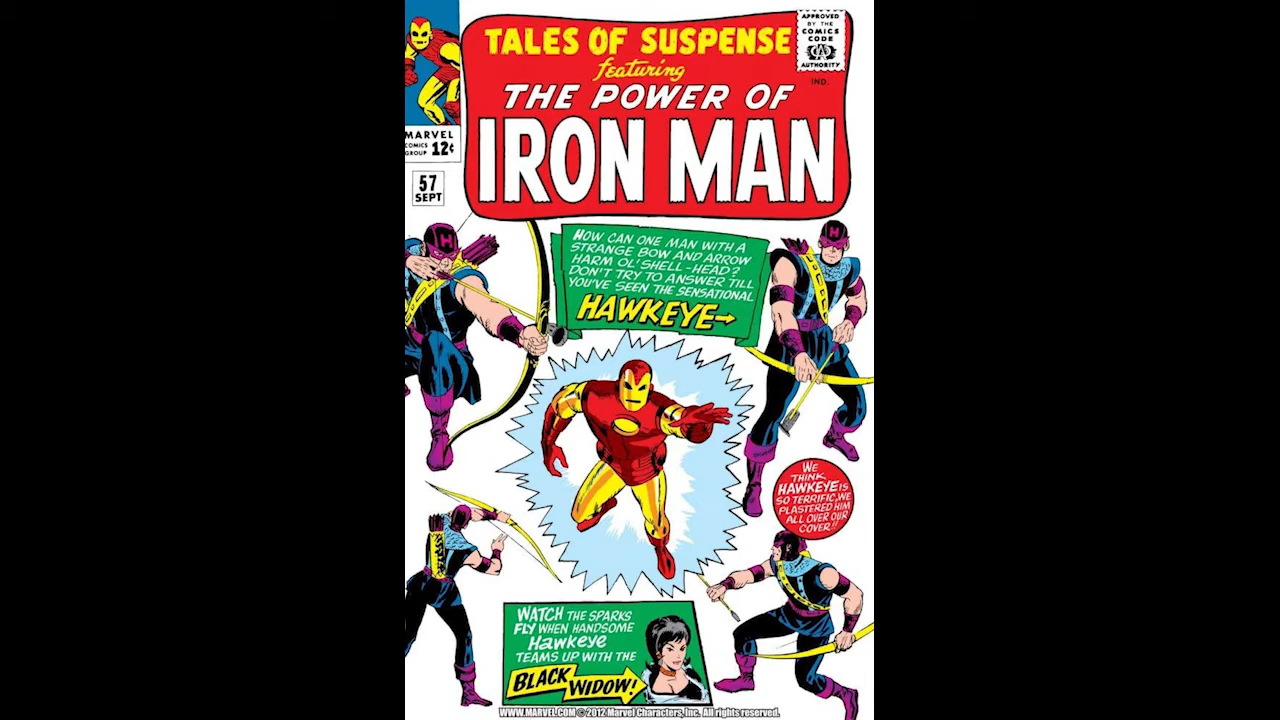 APPROVED
BY THE
COMICS
CODE
CA
AUTHORITY
IND.
TALES OF SUSPENSE
featuring
THE POWER OF
IRON MAN
MARVEL
COMICS
GROUP 12¢
57
SEPT
HOW CAN ONE MAN WITH A
STRANGE BOW AND ARROW
HARM OL' SHELL-HEAD?
DON'T TRY TO ANSWER TILL
YOU'VE SEEN THE SENSATIONAL
HAWKEYE
H
H
WE
THINK
HAWKEYE IS
SO TERRIFIC, WE
PLASTERED HIM
ALL OVER OUR
COVER!!
WATCH THE SPARKS
FLY WHEN HANDSOME
HAWKEYE
TEAMS UP WITH THE
BLACK WIDOW!
WWW.MARVEL.COM ©2012 Marvel Characters, Inc. All rights reserved.